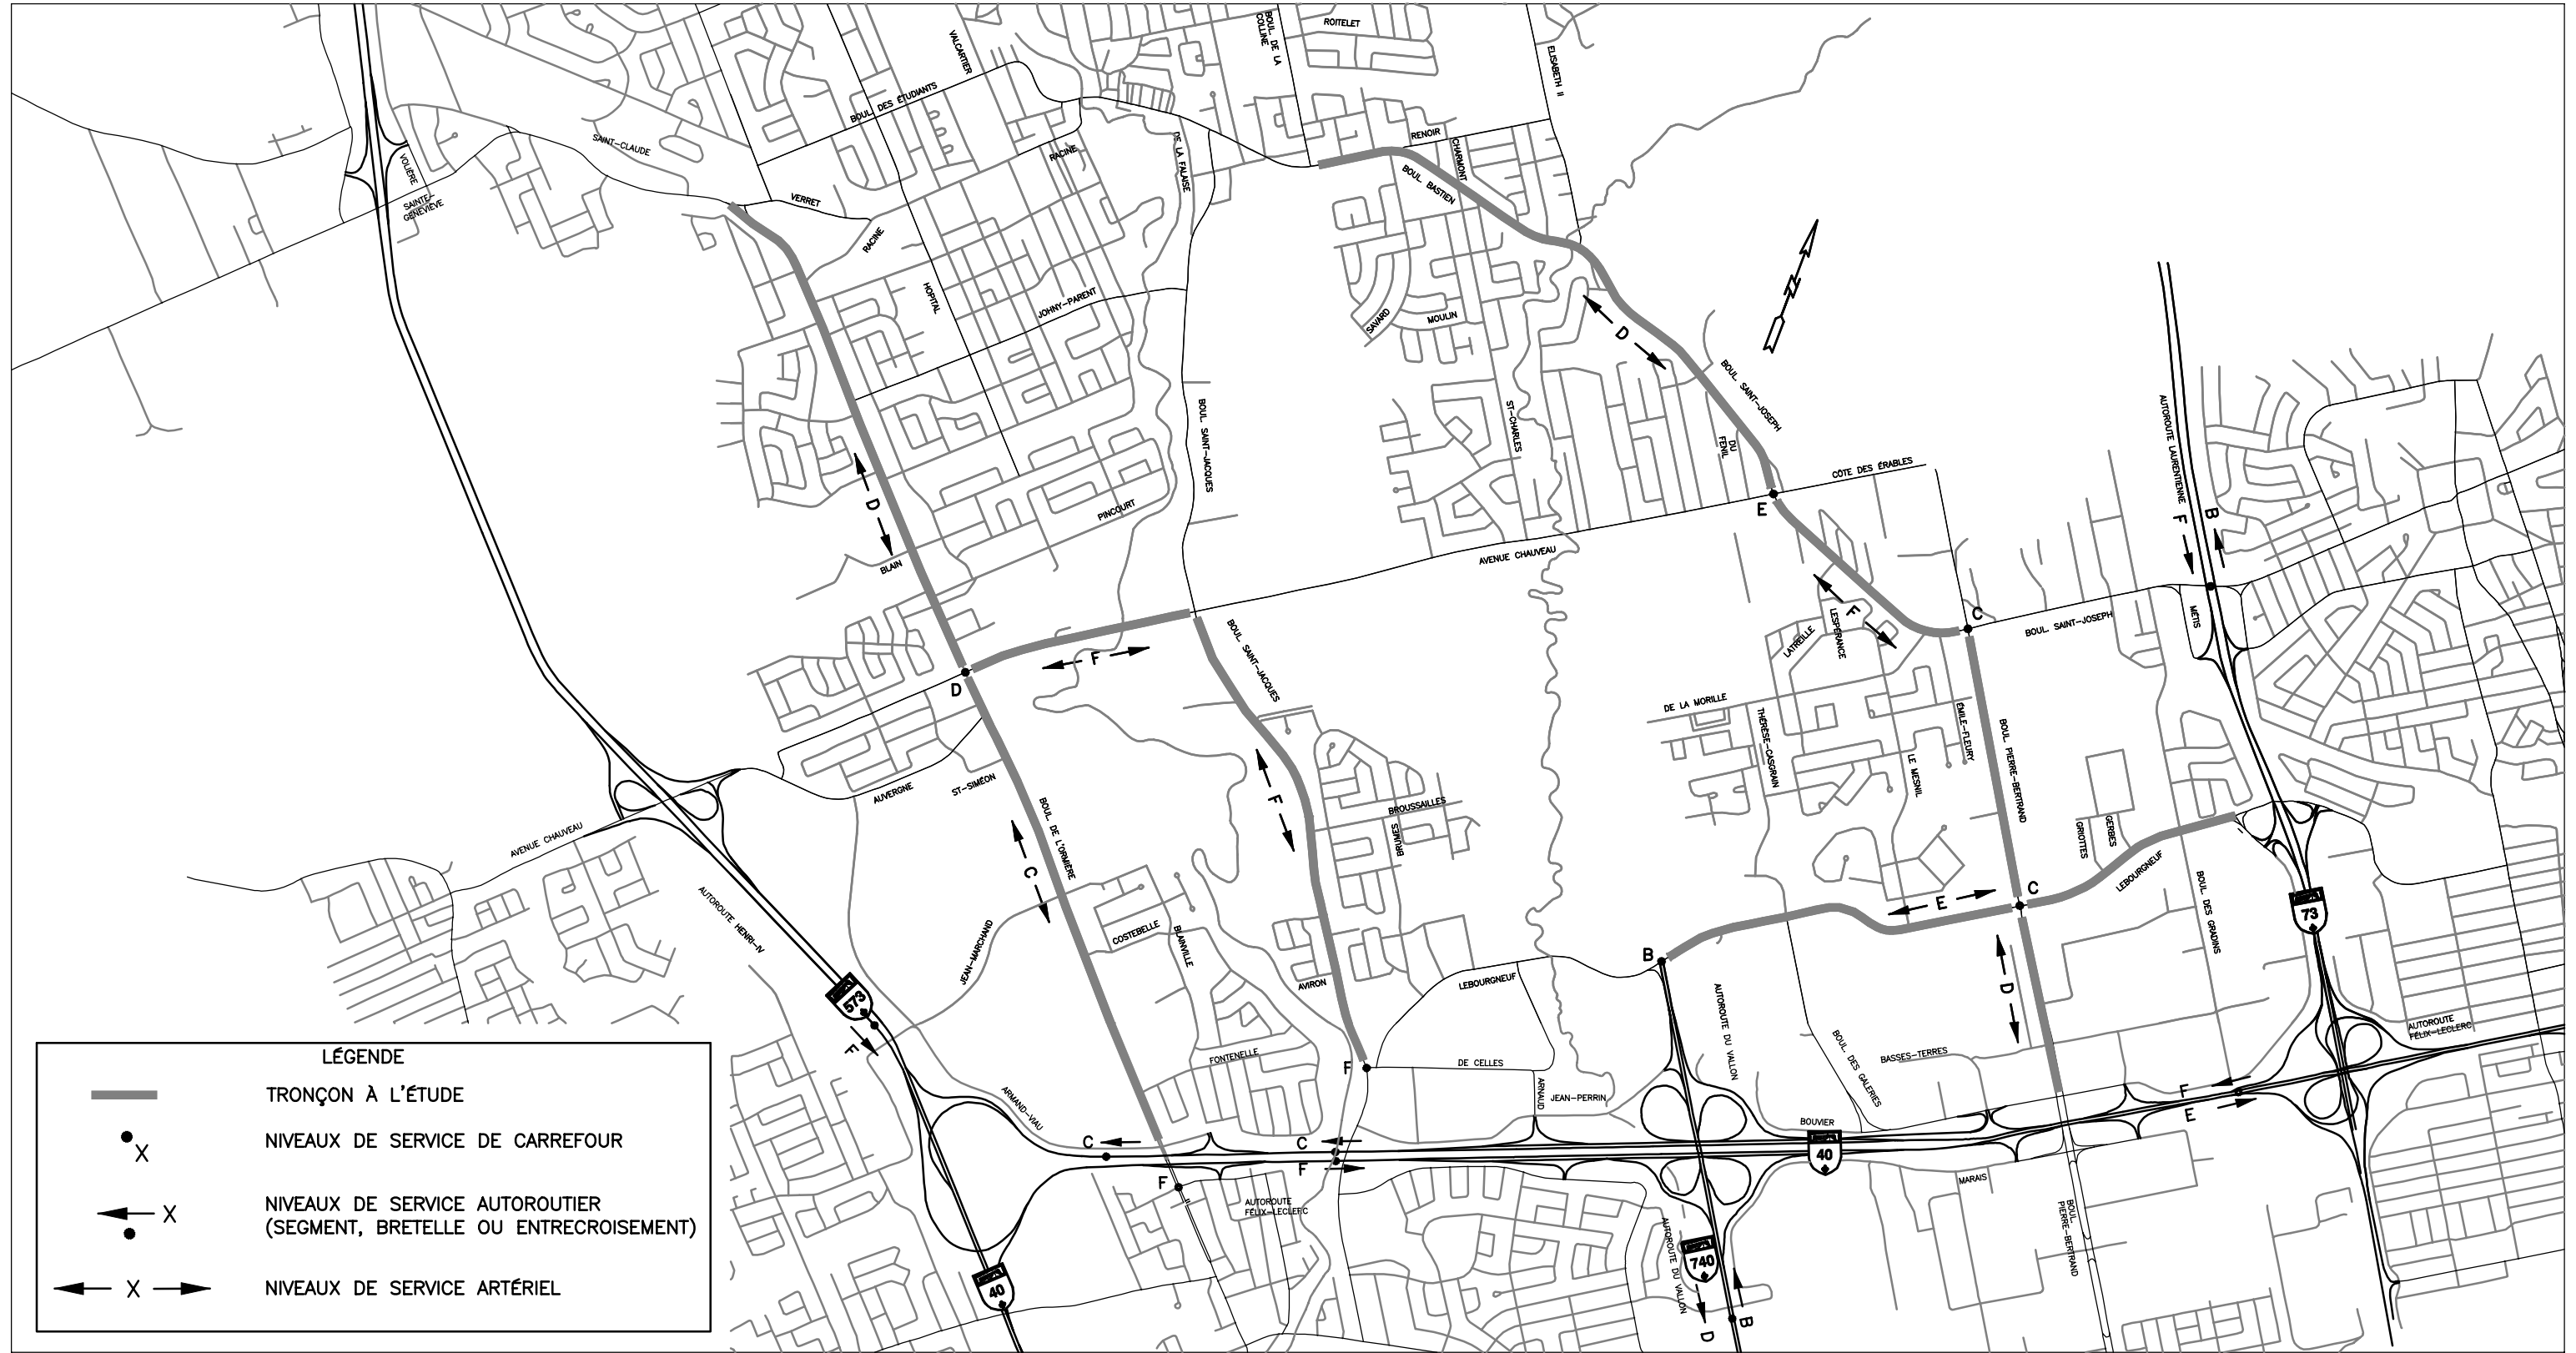 ROITELET
BOUL. DE LA
COLLINE
ELISABETH II
VALCARTIER
BOUL. DES ÉTUDIANTS
SAINT-CLAUDE
VOLIÈRE
SAINTE-
GENEVIÈVE
VERRET
RACINE
RACINE
DE LA FALAISE
RENOIR
CHARMONT
BOUL. BASTIEN
HOPITAL
JOHNY-PARENT
SAVARD
MOULIN
N
D
BOUL. SAINT-JOSEPH
BOUL. SAINT-JACQUES
ST-CHARLES
DU
FENIL
CÔTE DES ÉRABLES
AUTOROUTE LAURENTIENNE
F
B
D
PINCOURT
BLAIN
E
AVENUE CHAUVEAU
F
LESPÉRANCE
LATREILLE
C
BOUL. SAINT-JOSEPH
MÉTIS
BOUL. SAINT-JACQUES
F
D
DE LA MORILLE
THÉRÈSE-CASGRAIN
ÉMILE-FLEURY
LE MESNIL
BOUL. PIERRE-BERTRAND
AUVERGNE
ST-SIMÉON
BOUL. DE L'ORMIÈRE
F
BROUSSAILLES
BRUMES
AVENUE CHAUVEAU
C
GRIOTTES
GERBES
LEBOURGNEUF
BOUL. DES GRADINS
C
E
73
AUTOROUTE HENRI-IV
JEAN-MARCHAND
COSTEBELLE
BLAINVILLE
AVIRON
LEBOURGNEUF
B
AUTOROUTE DU VALLON
D
573
F
AUTOROUTE
FÉLIX-LECLERC
FONTENELLE
F
DE CELLES
ARNAUD
JEAN-PERRIN
BOUL. DES GALERIES
BASSES-TERRES
ARMAND-VIAU
BOUVIER
F
E
C
C
F
40
F
AUTOROUTE
FÉLIX-LECLERC
MARAIS
BOUL.
PIERRE-BERTRAND
AUTOROUTE DU VALLON
740
40
D
B
LÉGENDE
TRONÇON À L'ÉTUDE
X
NIVEAUX DE SERVICE DE CARREFOUR
X
NIVEAUX DE SERVICE AUTOROUTIER
(SEGMENT, BRETELLE OU ENTRECROISEMENT)
X
NIVEAUX DE SERVICE ARTÉRIEL